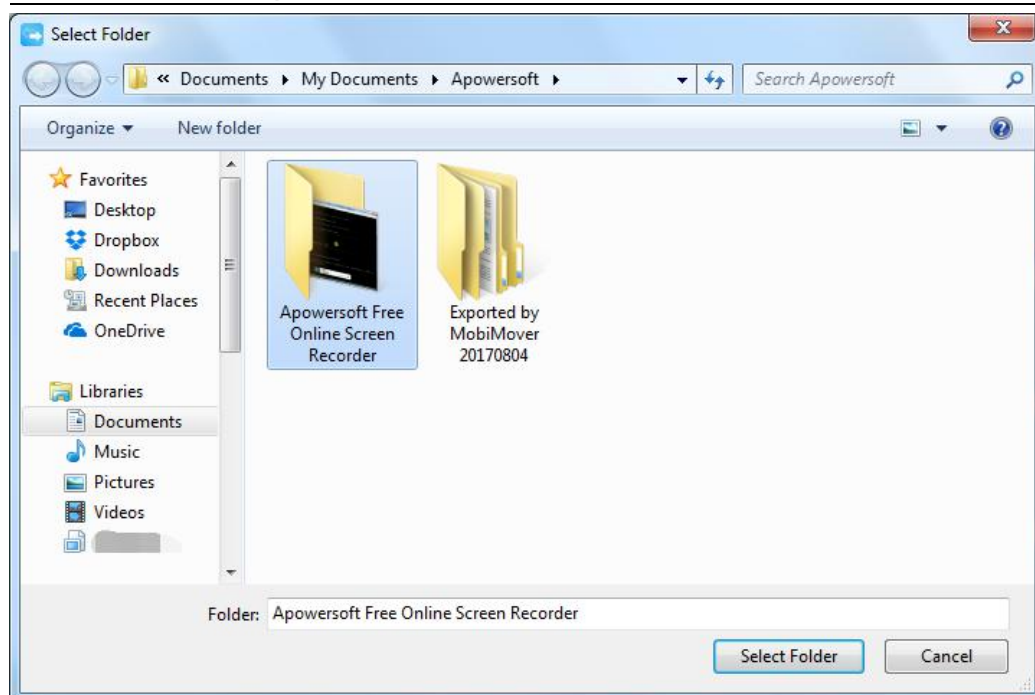 Select Folder
« Documents ▸ My Documents ▸ Apowersoft ▸
Search Apowersoft
Organize ▾ New folder
Favorites
Desktop
Dropbox
Downloads
Recent Places
OneDrive
Libraries
Documents
Music
Pictures
Videos
Apowersoft Free
Online Screen
Recorder
Exported by
MobiMover
20170804
Folder: Apowersoft Free Online Screen Recorder
Select Folder
Cancel